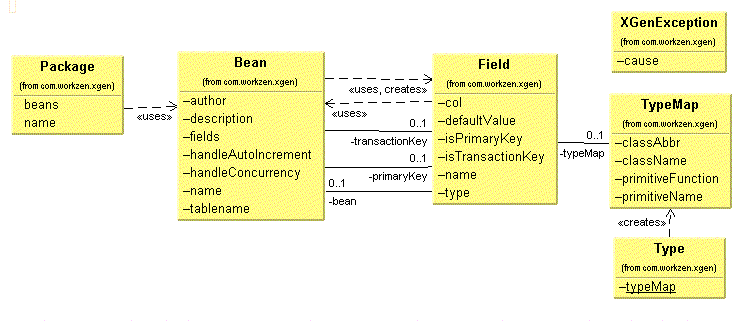 Package
(from com.workzen.xgen)
beans
name
«uses»
Bean
(from com.workzen.xgen)
–author
–description
–fields
–handleAutoIncrement
–handleConcurrency
–name
–tablename
«uses, creates»
«uses»
0..1
-transactionKey
0..1
-primaryKey
0..1
-bean
Field
(from com.workzen.xgen)
–col
–defaultValue
–isPrimaryKey
–isTransactionKey
–name
–type
0..1
-typeMap
XGenException
(from com.workzen.xgen)
–cause
TypeMap
(from com.workzen.xgen)
–classAbbr
–className
–primitiveFunction
–primitiveName
«creates»
Type
(from com.workzen.xgen)
–typeMap